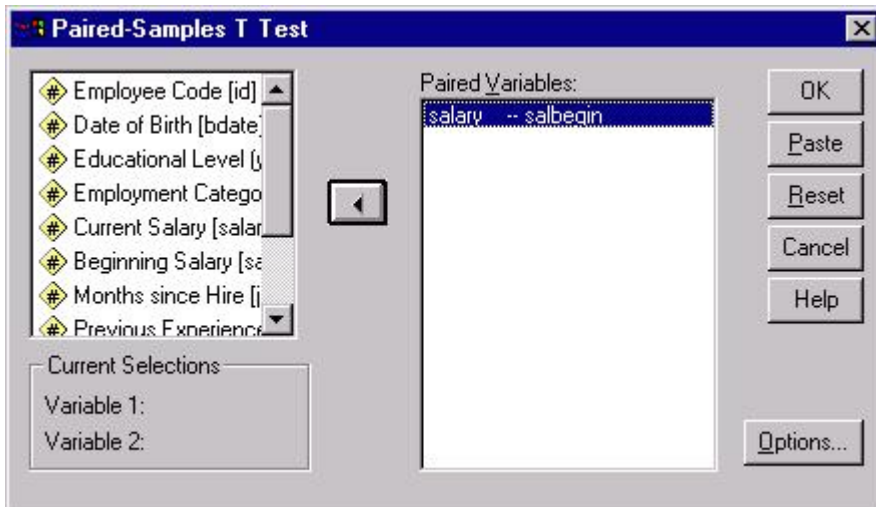 Paired-Samples T Test
Employee Code [id]
Date of Birth [bdate]
Educational Level (
Employment Catego
Current Salary [salar
Beginning Salary [sa
Months since Hire [j
Previous Experience
Current Selections
Variable 1:
Variable 2:
Paired Variables:
salary -- salbegin
OK
Paste
Reset
Cancel
Help
Options...